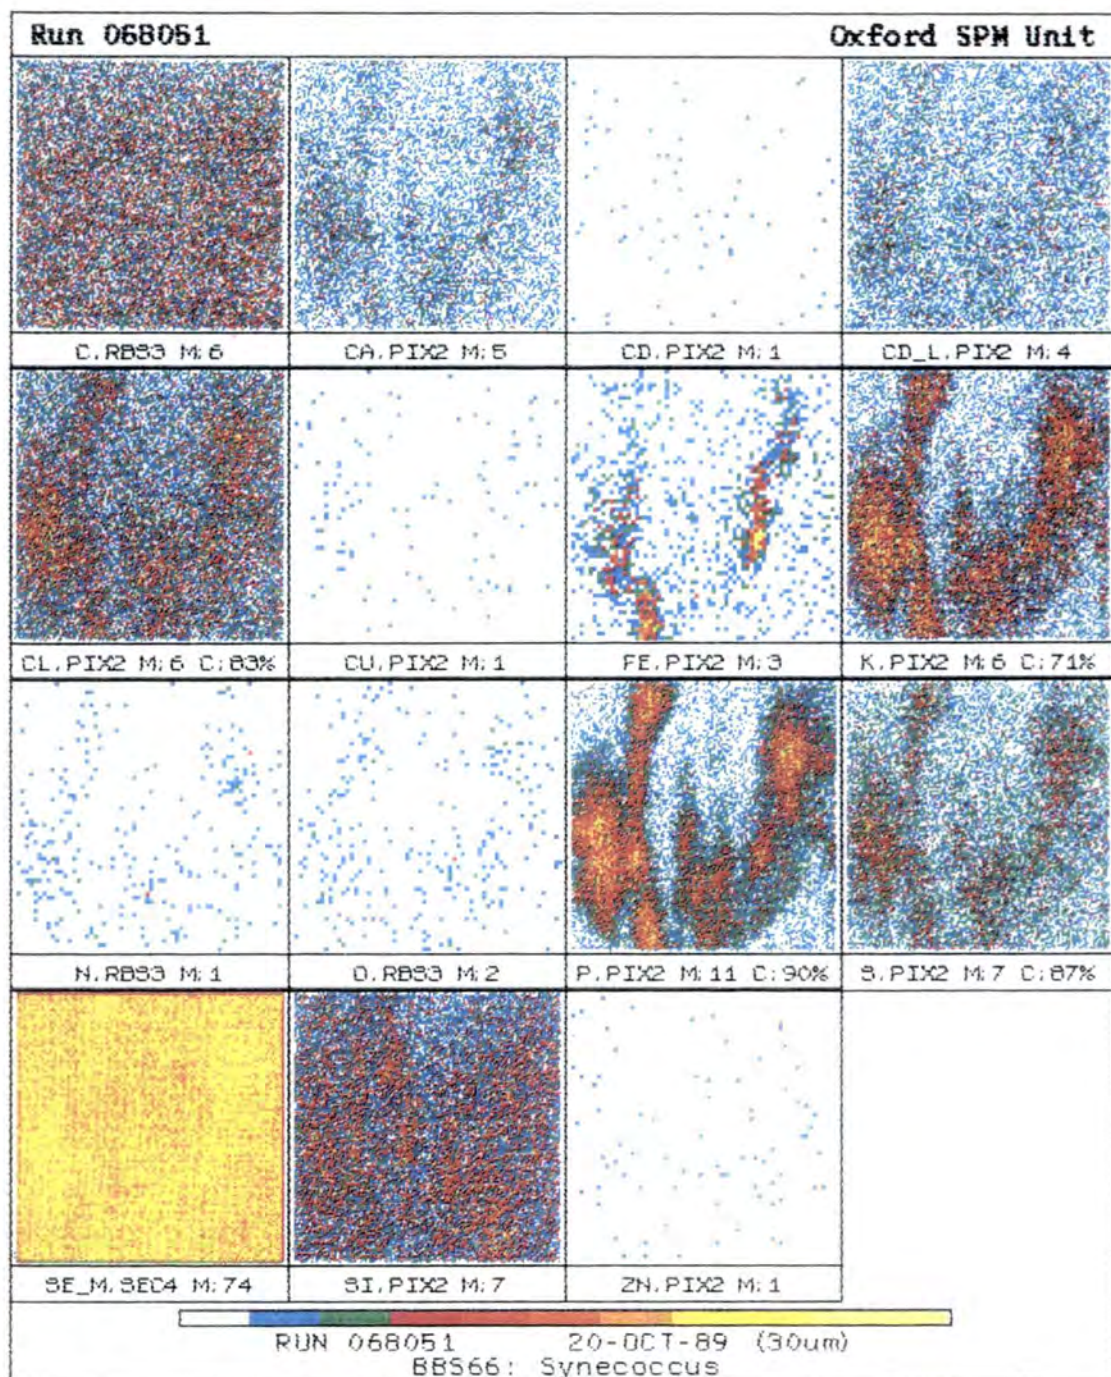 Run 068051 Oxford SPM Unit
C.RBS3 M:6 CA.PIX2 M:5 CD.PIX2 M:1 CD_L.PIX2 M:4
CL.PIX2 M:6 C:83% CU.PIX2 M:1 FE.PIX2 M:3 K.PIX2 M:6 C:71%
N.RBS3 M:1 O.RBS3 M:2 P.PIX2 M:11 C:90% S.PIX2 M:7 C:87%
SE_M.SEC4 M:74 SI.PIX2 M:7 ZN.PIX2 M:1
RUN 068051 20-OCT-89 (30um)
BBS66: Synecoccus